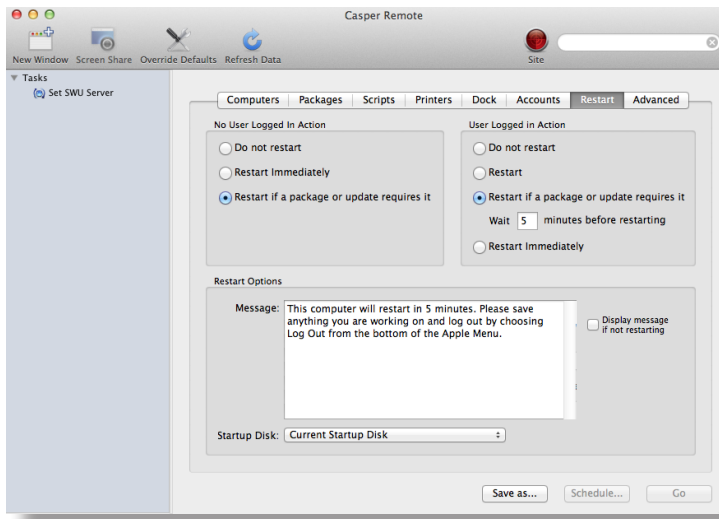 Casper Remote
New Window Screen Share Override Defaults Refresh Data Site
Tasks
Set SWU Server
Computers Packages Scripts Printers Dock Accounts Restart Advanced
No User Logged In Action
Do not restart
Restart Immediately
Restart if a package or update requires it
User Logged in Action
Do not restart
Restart
Restart if a package or update requires it
Wait 5 minutes before restarting
Restart Immediately
Restart Options
Message:
This computer will restart in 5 minutes. Please save
anything you are working on and log out by choosing
Log Out from the bottom of the Apple Menu.
Display message
if not restarting
Startup Disk: Current Startup Disk
Save as... Schedule... Go